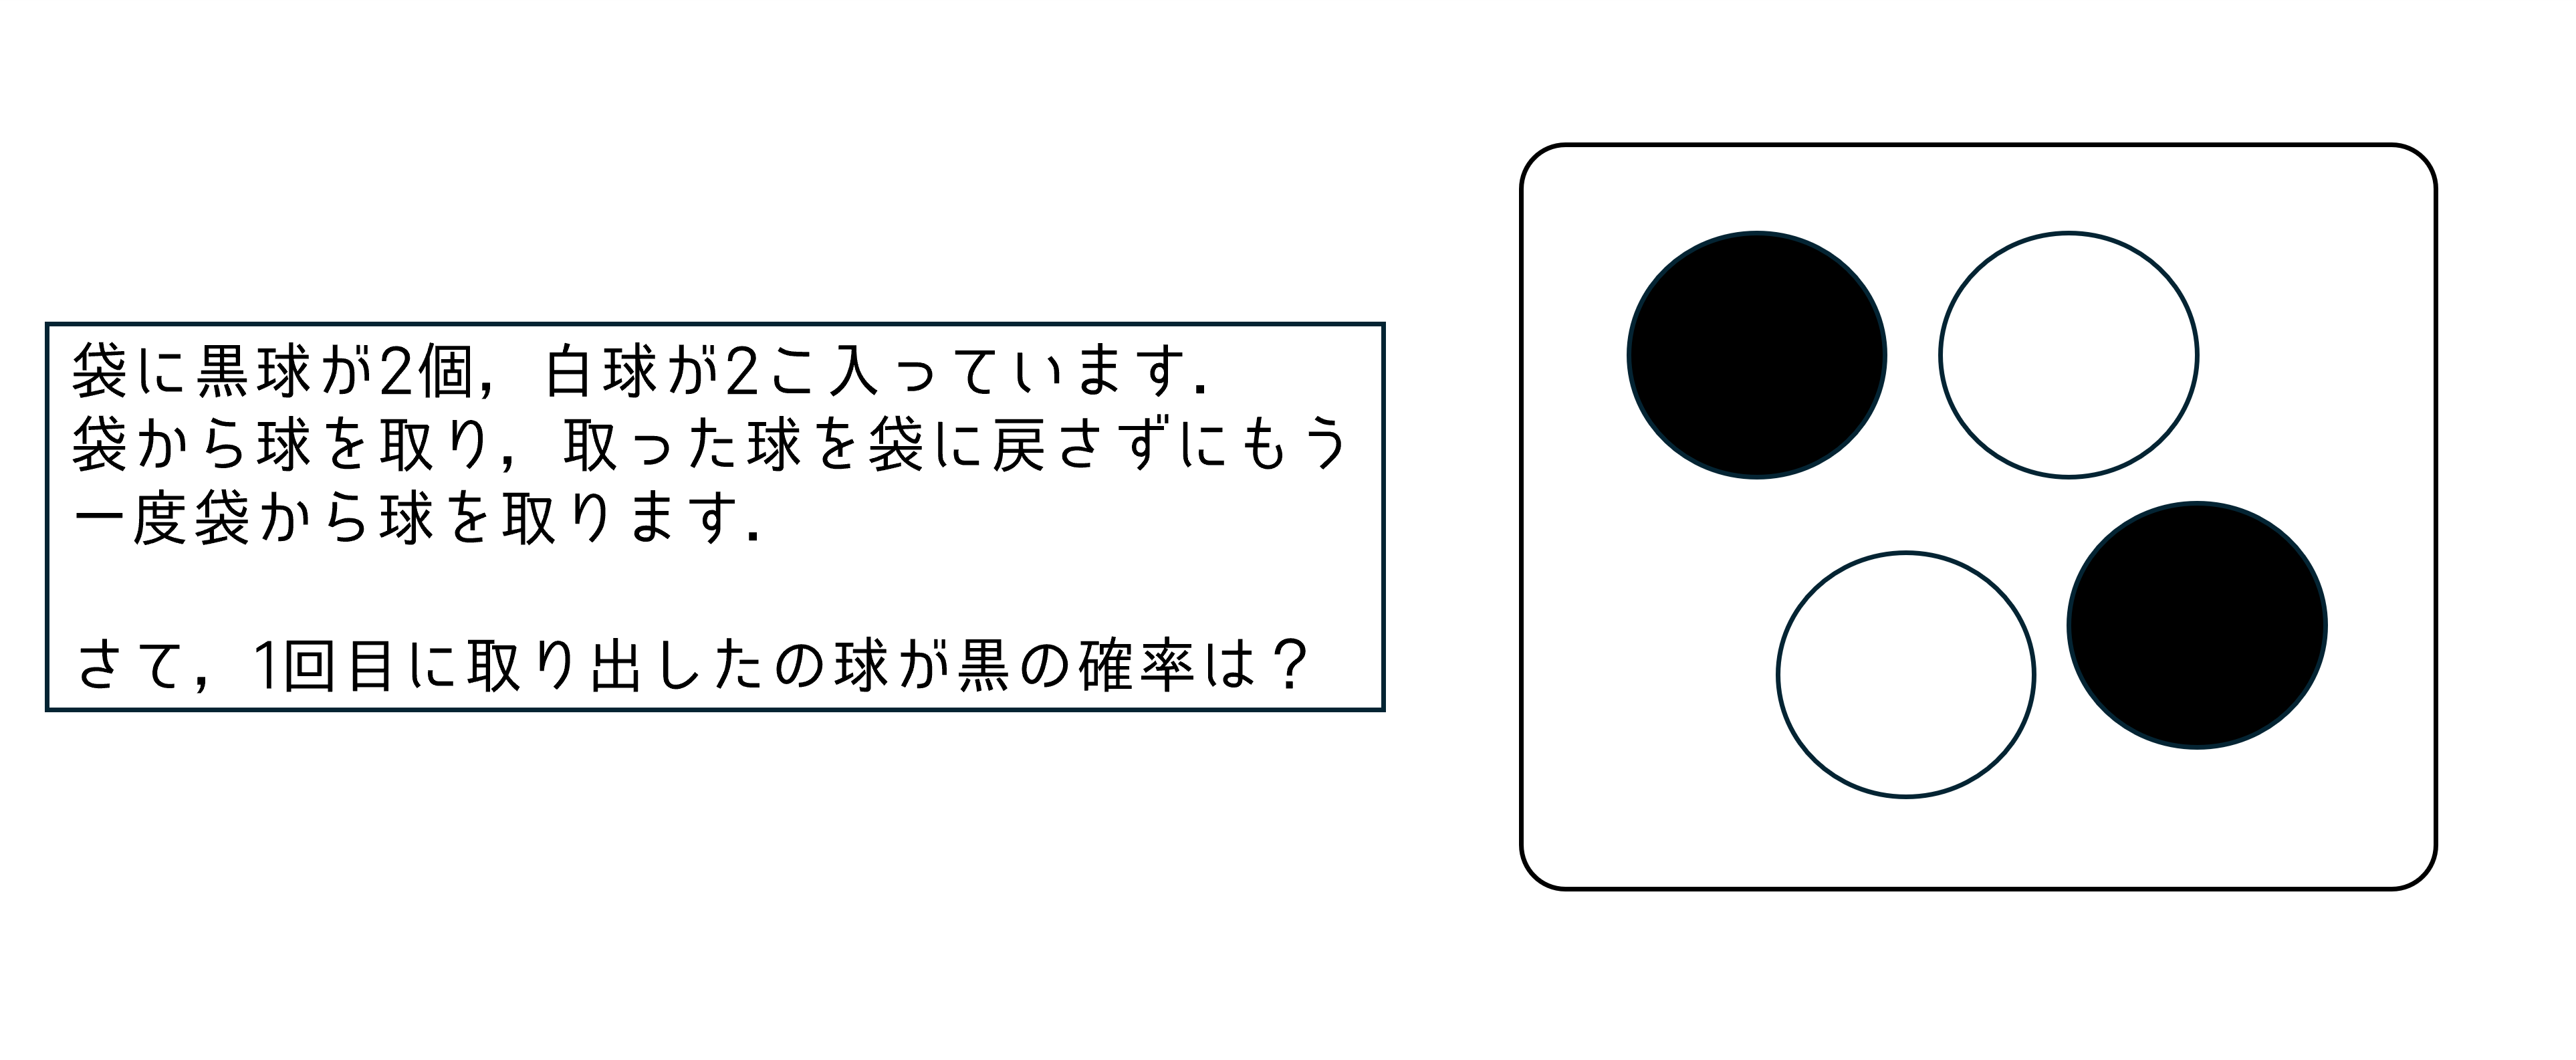 袋に黒球が2個，白球が2こ入っています．
袋から球を取り，取った球を袋に戻さずにもう
一度袋から球を取ります．
さて，1回目に取り出したの球が黒の確率は？